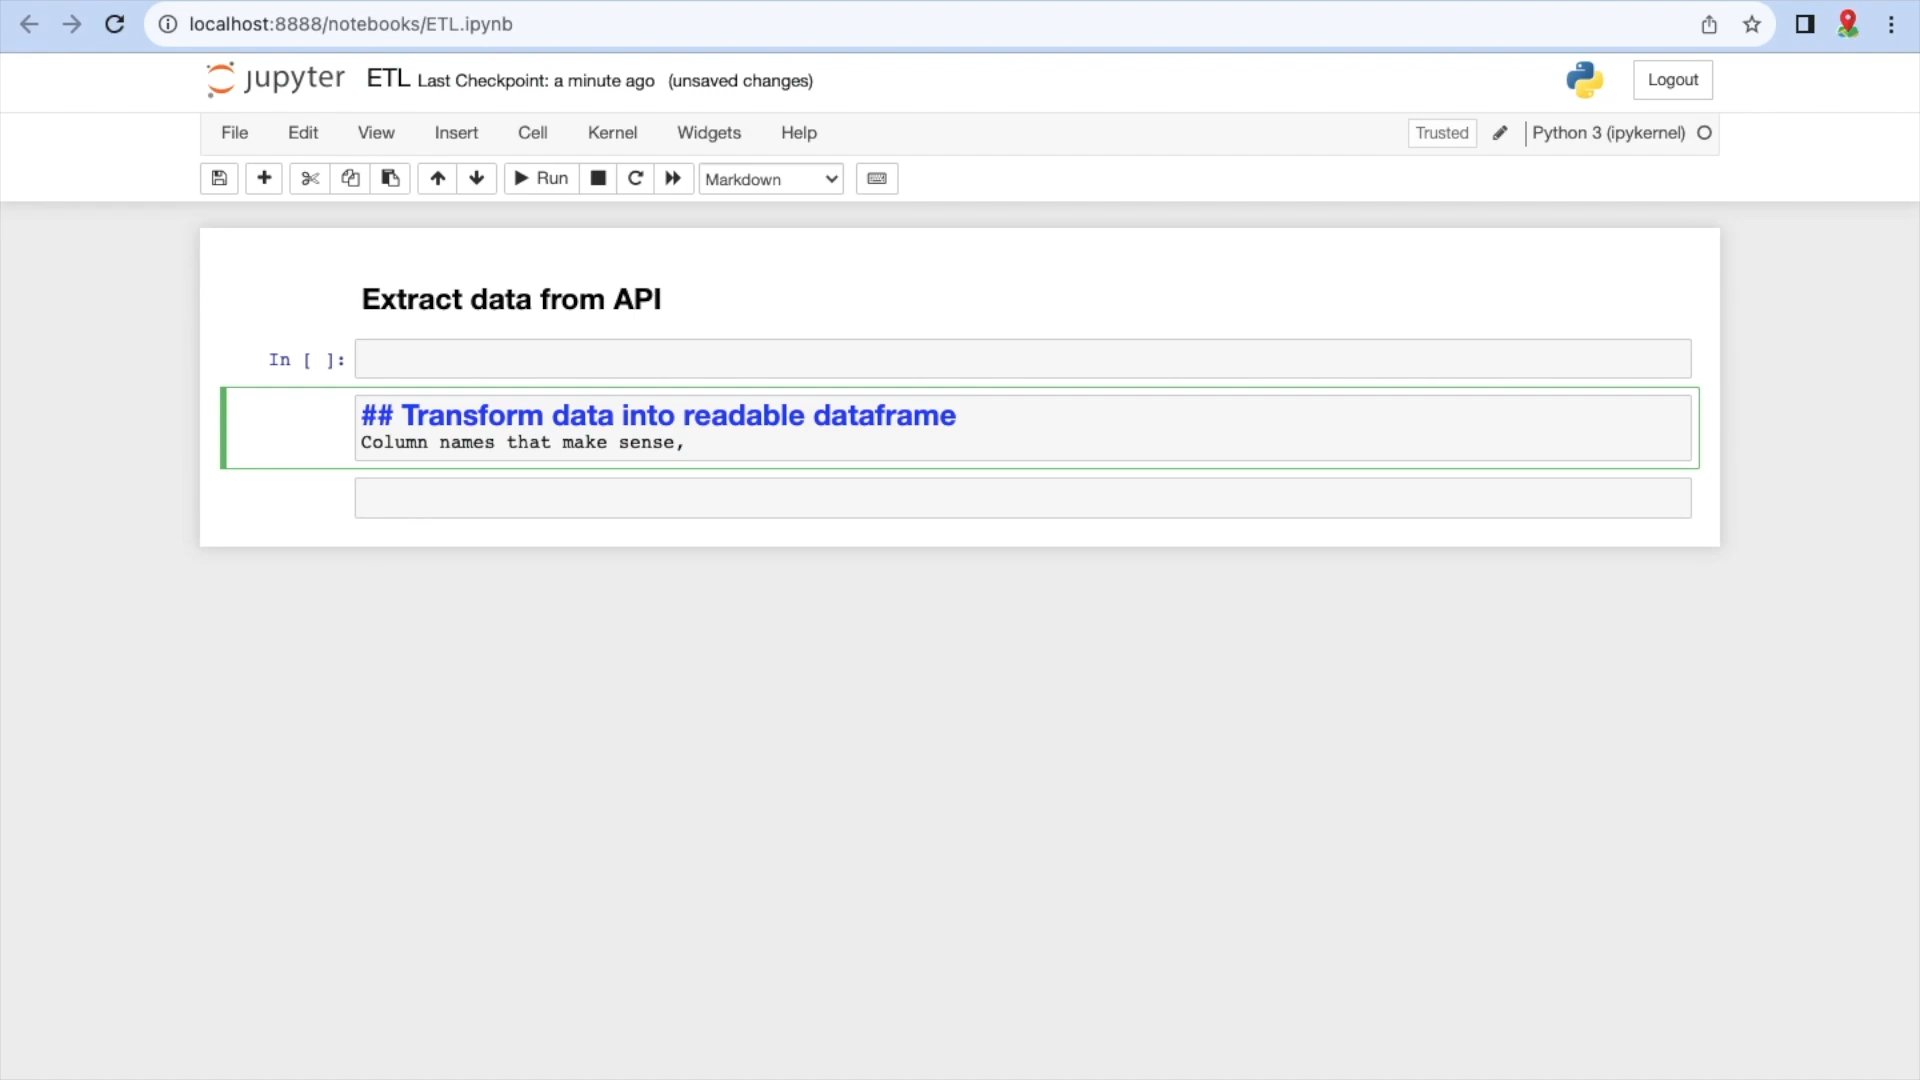 localhost:8888/notebooks/ETL.ipynb
jupyter ETL Last Checkpoint: a minute ago (unsaved changes)
Logout
File Edit View Insert Cell Kernel Widgets Help
Trusted Python 3 (ipykernel)
Run Markdown
Extract data from API
In [ ]:
## Transform data into readable dataframe
Column names that make sense,